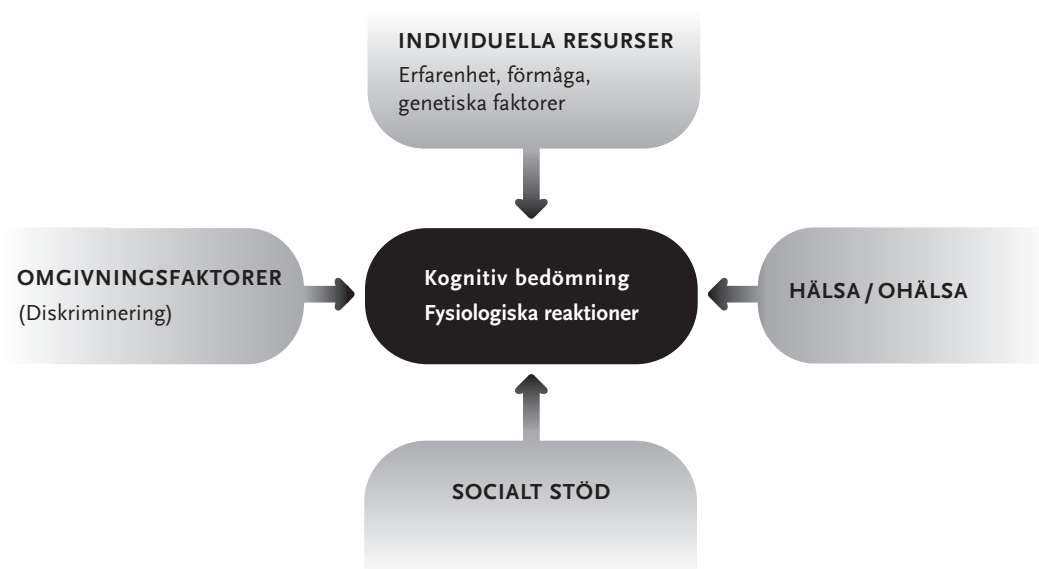 INDIVIDUELLA RESURSER
Erfarenhet, förmåga,
genetiska faktorer
OMGIVNINGSFAKTORER
(Diskriminering)
Kognitiv bedömning
Fysiologiska reaktioner
HÄLSA / OHÄLSA
SOCIALT STÖD